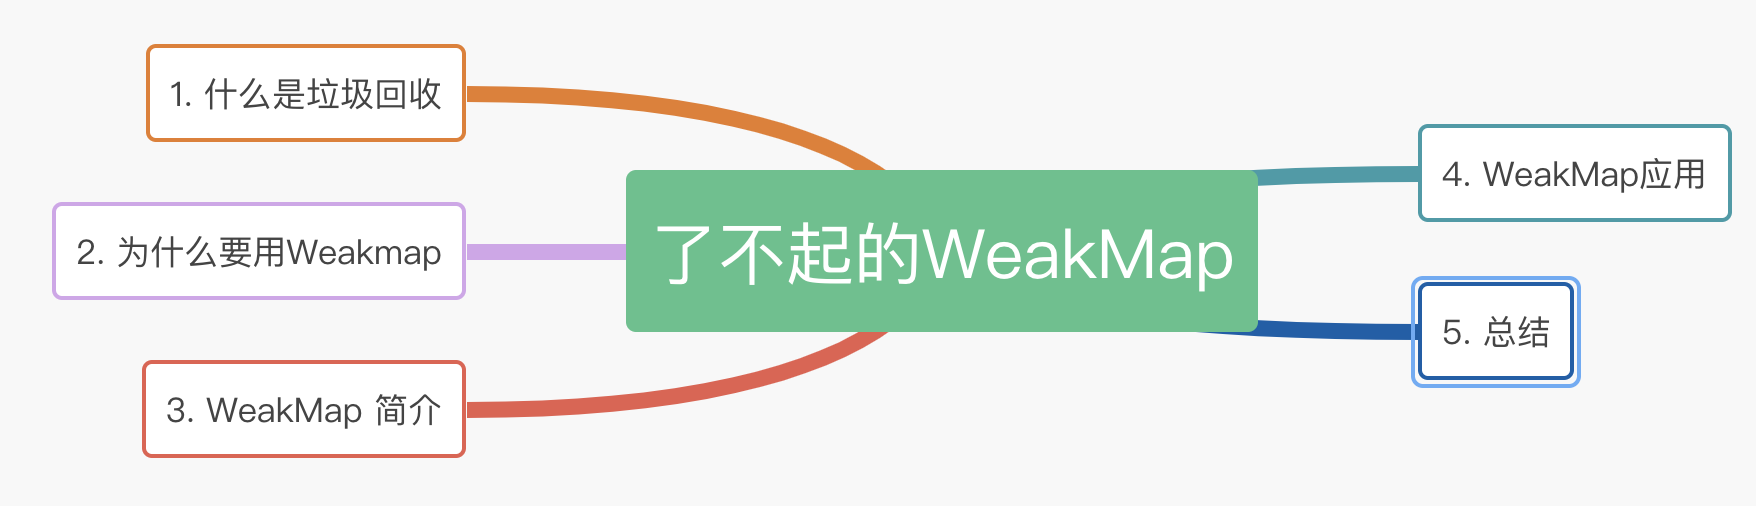 1. 什么是垃圾回收
2. 为什么要用Weakmap
3. WeakMap 简介
了不起的WeakMap
4. WeakMap应用
5. 总结